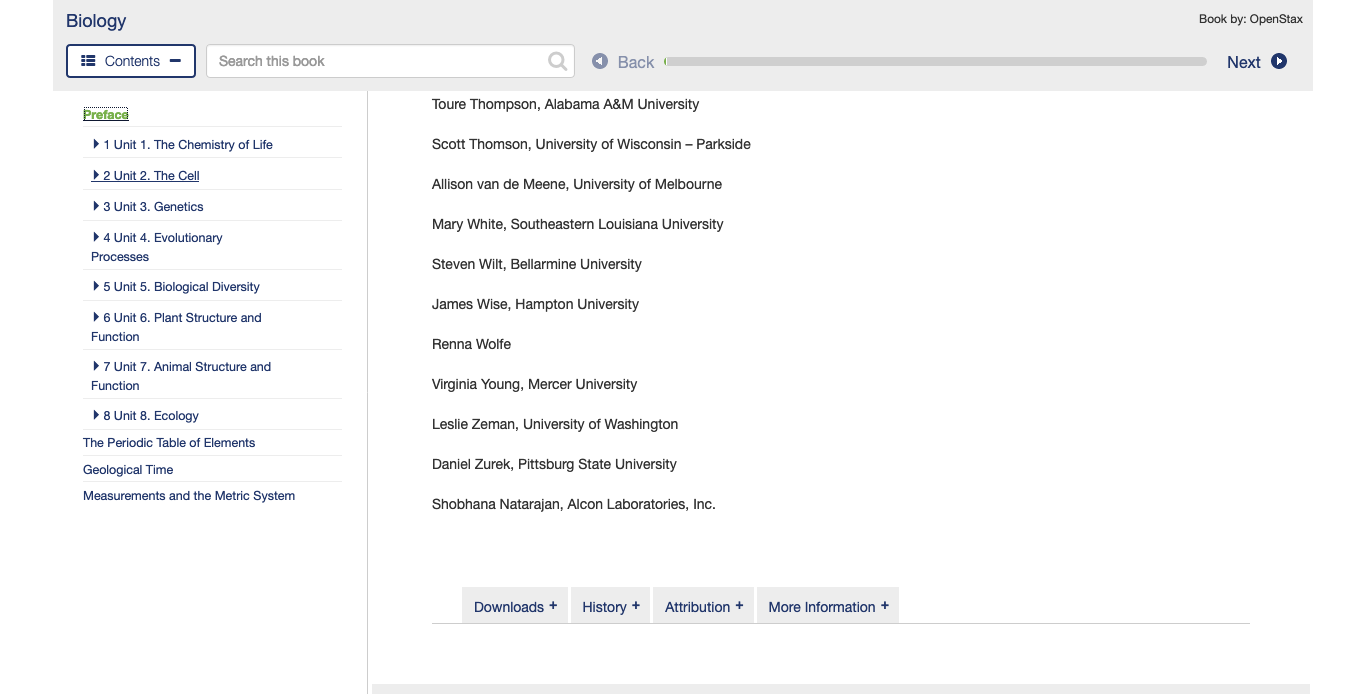 Biology
Book by: OpenStax
Contents
Search this book
Back
Next
Preface
1 Unit 1. The Chemistry of Life
2 Unit 2. The Cell
3 Unit 3. Genetics
4 Unit 4. Evolutionary
Processes
5 Unit 5. Biological Diversity
6 Unit 6. Plant Structure and
Function
7 Unit 7. Animal Structure and
Function
8 Unit 8. Ecology
The Periodic Table of Elements
Geological Time
Measurements and the Metric System
Toure Thompson, Alabama A&M University
Scott Thomson, University of Wisconsin – Parkside
Allison van de Meene, University of Melbourne
Mary White, Southeastern Louisiana University
Steven Wilt, Bellarmine University
James Wise, Hampton University
Renna Wolfe
Virginia Young, Mercer University
Leslie Zeman, University of Washington
Daniel Zurek, Pittsburg State University
Shobhana Natarajan, Alcon Laboratories, Inc.
Downloads + History + Attribution + More Information +